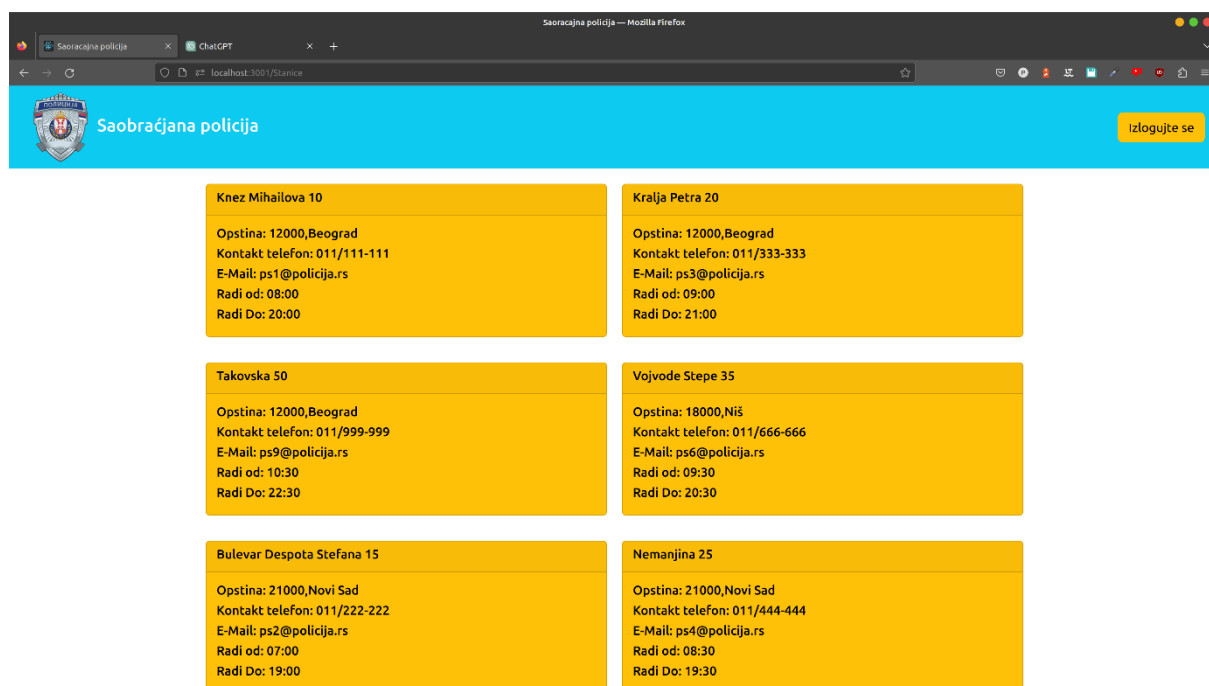 Saoracajna policija — Mozilla Firefox
Saoracajna policija
ChatGPT
localhost:3001/Stanice
ПОЛИЦИЈА
Saobraćjana policija
Izlogujte se
Knez Mihailova 10
Opstina: 12000,Beograd
Kontakt telefon: 011/111-111
E-Mail: ps1@policija.rs
Radi od: 08:00
Radi Do: 20:00
Kralja Petra 20
Opstina: 12000,Beograd
Kontakt telefon: 011/333-333
E-Mail: ps3@policija.rs
Radi od: 09:00
Radi Do: 21:00
Takovska 50
Opstina: 12000,Beograd
Kontakt telefon: 011/999-999
E-Mail: ps9@policija.rs
Radi od: 10:30
Radi Do: 22:30
Vojvode Stepe 35
Opstina: 18000,Niš
Kontakt telefon: 011/666-666
E-Mail: ps6@policija.rs
Radi od: 09:30
Radi Do: 20:30
Bulevar Despota Stefana 15
Opstina: 21000,Novi Sad
Kontakt telefon: 011/222-222
E-Mail: ps2@policija.rs
Radi od: 07:00
Radi Do: 19:00
Nemanjina 25
Opstina: 21000,Novi Sad
Kontakt telefon: 011/444-444
E-Mail: ps4@policija.rs
Radi od: 08:30
Radi Do: 19:30